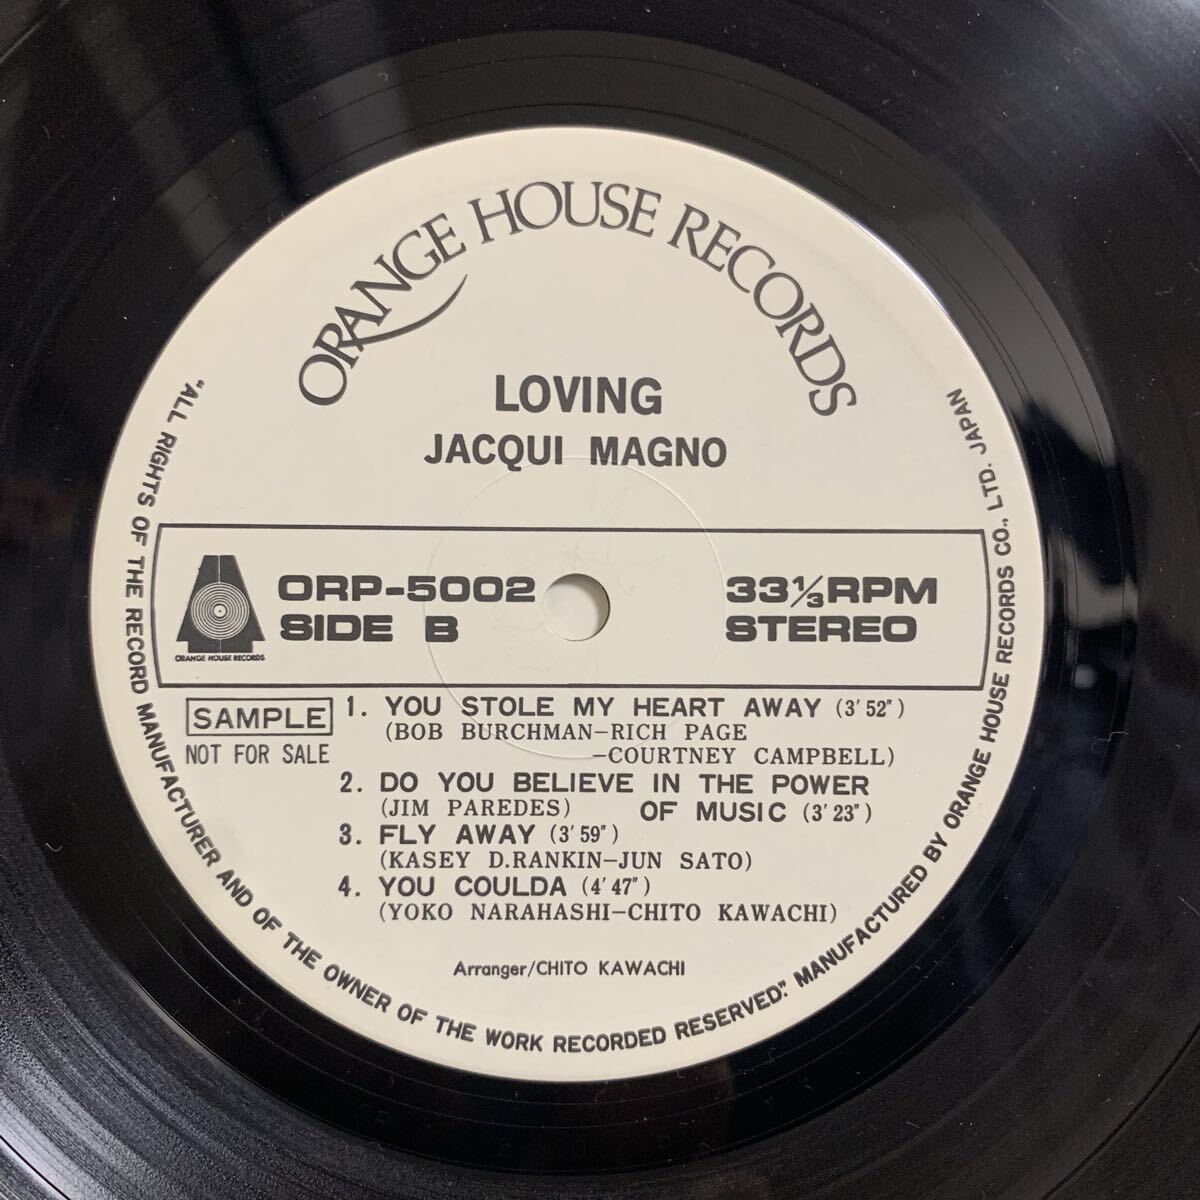 ORANGE HOUSE RECORDS
LOVING
JACQUI MAGNO
ORANGE HOUSE RECORDS
ORP-5002
SIDE B
33⅓ RPM
STEREO
SAMPLE
NOT FOR SALE
1. YOU STOLE MY HEART AWAY (3'52")
(BOB BURCHMAN-RICH PAGE
-COURTNEY CAMPBELL)
2. DO YOU BELIEVE IN THE POWER
(JIM PAREDES) OF MUSIC (3'23")
3. FLY AWAY (3'59")
(KASEY D.RANKIN-JUN SATO)
4. YOU COULDA (4'47")
(YOKO NARAHASHI-CHITO KAWACHI)
Arranger/CHITO KAWACHI
"ALL RIGHTS OF THE RECORD MANUFACTURER AND OF THE OWNER OF THE WORK RECORDED RESERVED". MANUFACTURED BY ORANGE HOUSE RECORDS CO., LTD. JAPAN